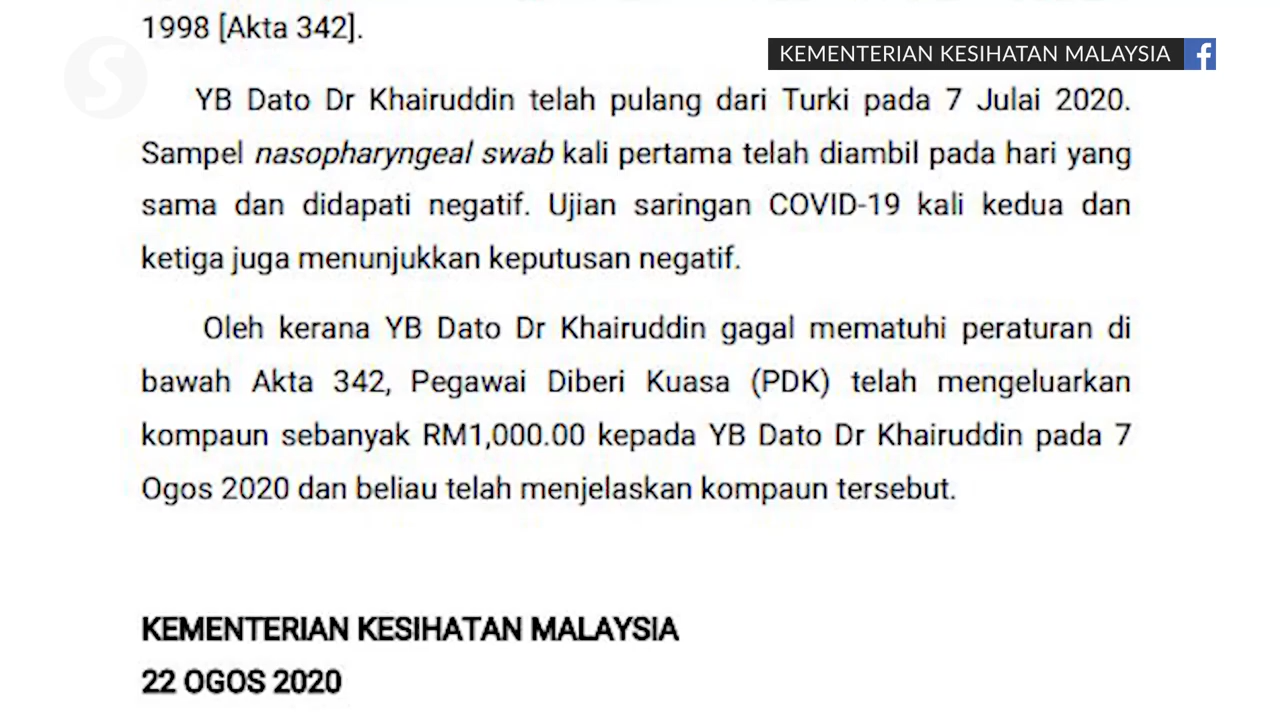 1998 [Akta 342].
KEMENTERIAN KESIHATAN MALAYSIA
YB Dato Dr Khairuddin telah pulang dari Turki pada 7 Julai 2020.
Sampel nasopharyngeal swab kali pertama telah diambil pada hari yang
sama dan didapati negatif. Ujian saringan COVID-19 kali kedua dan
ketiga juga menunjukkan keputusan negatif.
Oleh kerana YB Dato Dr Khairuddin gagal mematuhi peraturan di
bawah Akta 342, Pegawai Diberi Kuasa (PDK) telah mengeluarkan
kompaun sebanyak RM1,000.00 kepada YB Dato Dr Khairuddin pada 7
Ogos 2020 dan beliau telah menjelaskan kompaun tersebut.
KEMENTERIAN KESIHATAN MALAYSIA
22 OGOS 2020